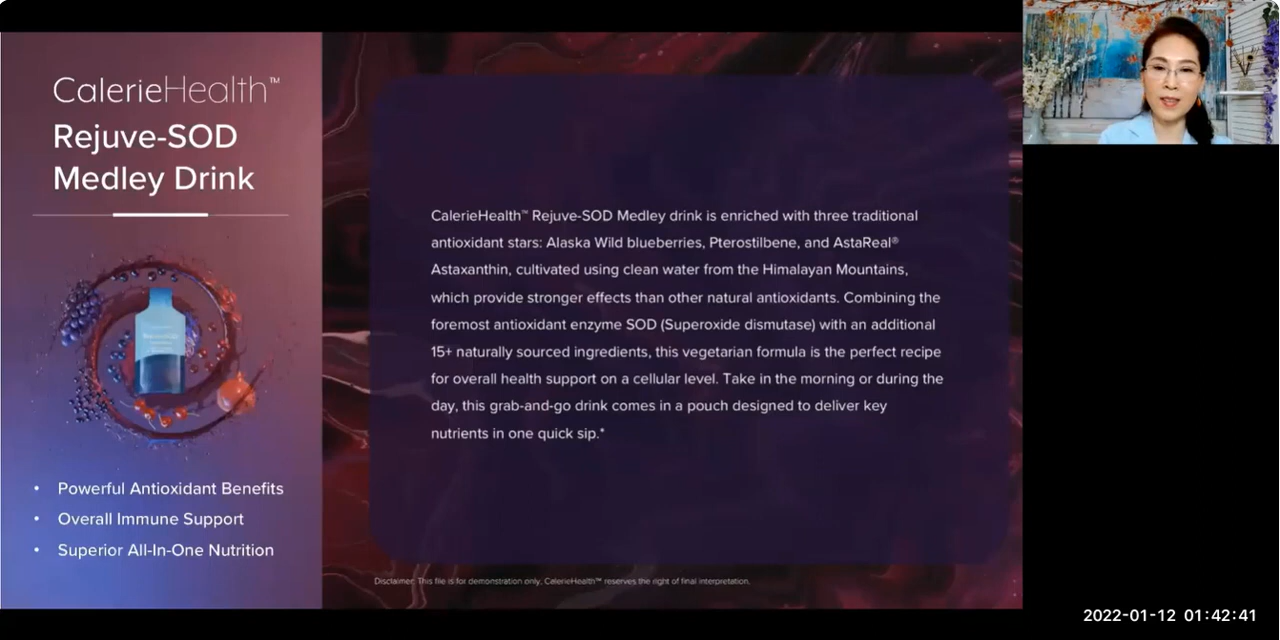 CalerieHealth™
Rejuve-SOD
Medley Drink
• Powerful Antioxidant Benefits
• Overall Immune Support
• Superior All-In-One Nutrition
CalerieHealth™ Rejuve-SOD Medley drink is enriched with three traditional
antioxidant stars: Alaska Wild blueberries, Pterostilbene, and AstaReal®
Astaxanthin, cultivated using clean water from the Himalayan Mountains,
which provide stronger effects than other natural antioxidants. Combining the
foremost antioxidant enzyme SOD (Superoxide dismutase) with an additional
15+ naturally sourced ingredients, this vegetarian formula is the perfect recipe
for overall health support on a cellular level. Take in the morning or during the
day, this grab-and-go drink comes in a pouch designed to deliver key
nutrients in one quick sip.*
Disclaimer: This file is for demonstration only, CalerieHealth™ reserves the right of final interpretation.
2022-01-12 01:42:41